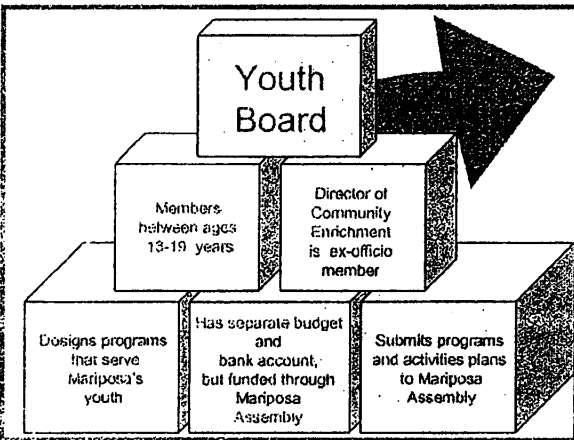 Youth
Board
Members
between ages
13-19 years
Director of
Community
Enrichment
is ex-officio
member
Designs programs
that serve
Mariposa's
youth
Has separate budget
and
bank account,
but funded through
Mariposa
Assembly
Submits programs
and activities plans
to Mariposa
Assembly